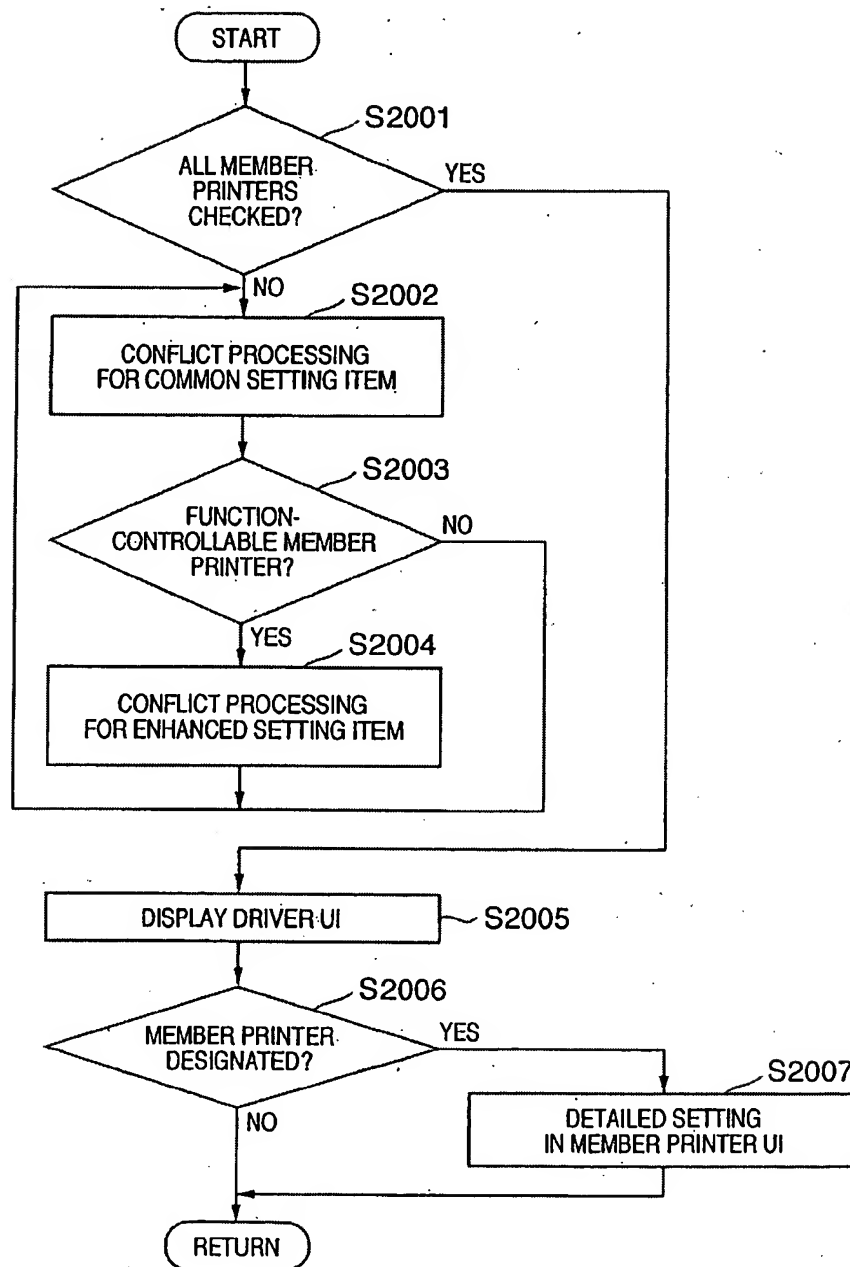 START
S2001
ALL MEMBER
PRINTERS
CHECKED?
YES
NO
S2002
CONFLICT PROCESSING
FOR COMMON SETTING ITEM
S2003
FUNCTION-
CONTROLLABLE MEMBER
PRINTER?
NO
YES
S2004
CONFLICT PROCESSING
FOR ENHANCED SETTING ITEM
DISPLAY DRIVER UI
S2005
S2006
MEMBER PRINTER
DESIGNATED?
YES
NO
S2007
DETAILED SETTING
IN MEMBER PRINTER UI
RETURN